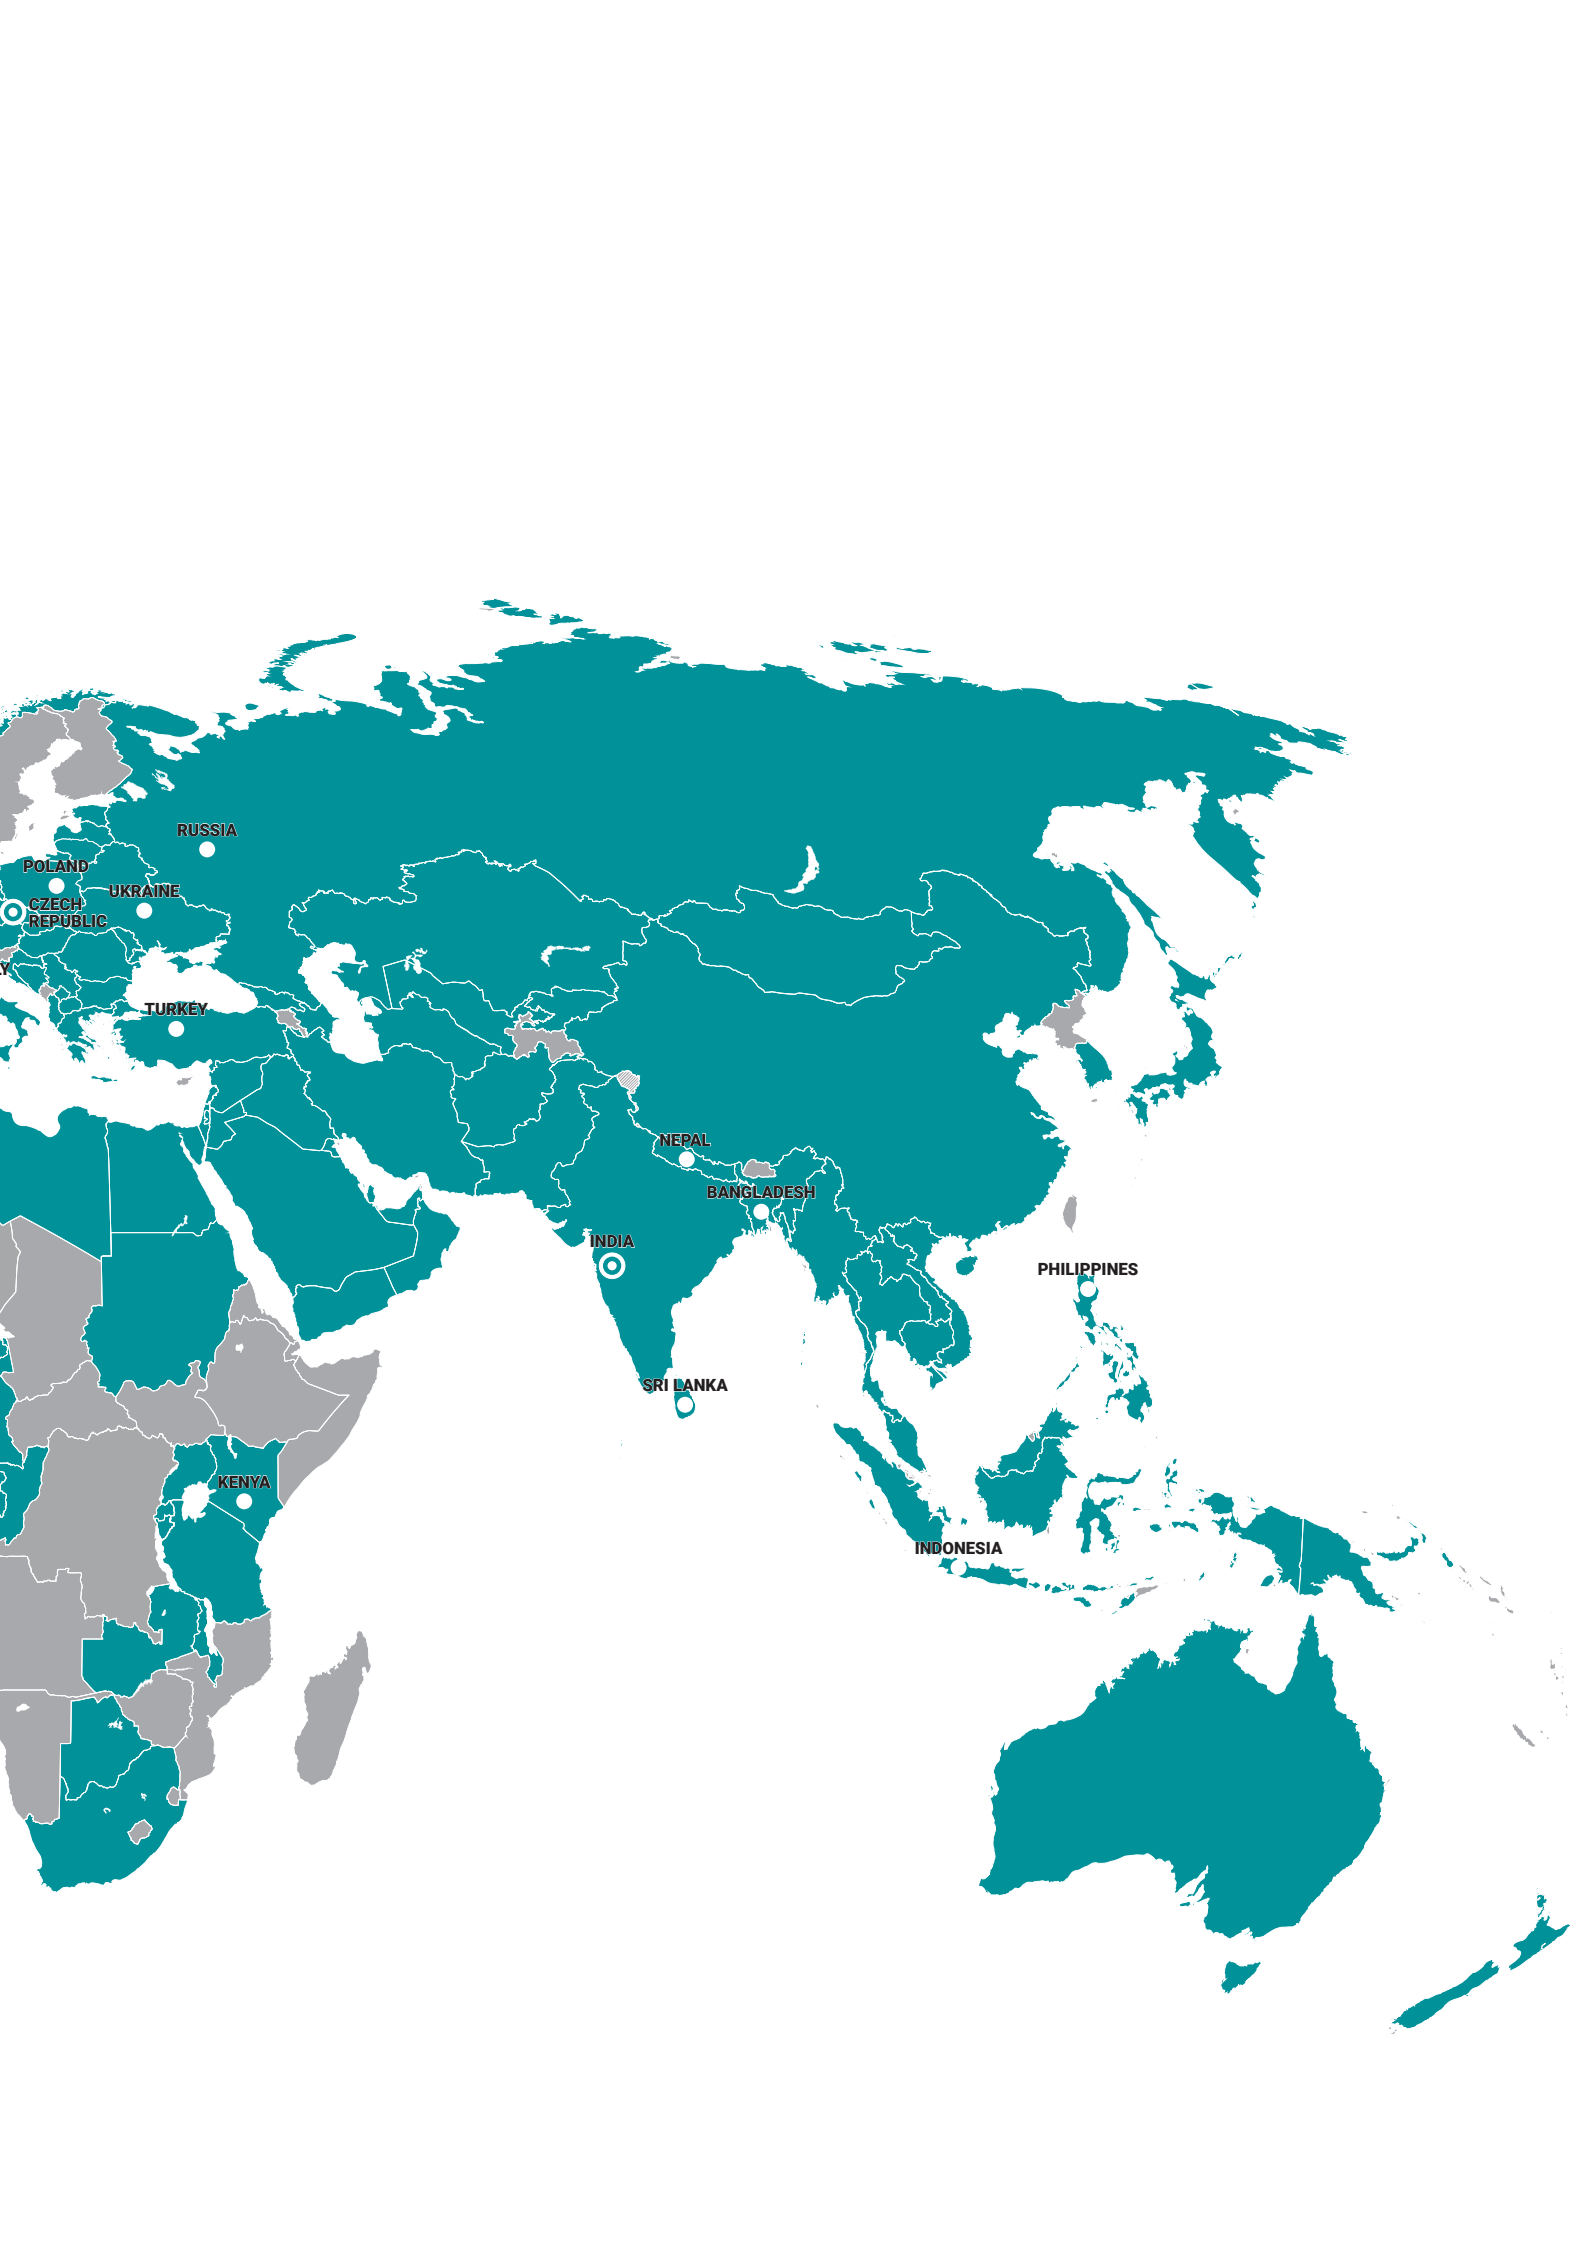 RUSSIA
POLAND
UKRAINE
CZECH
REPUBLIC
Y
TURKEY
NEPAL
BANGLADESH
INDIA
PHILIPPINES
SRI LANKA
KENYA
INDONESIA